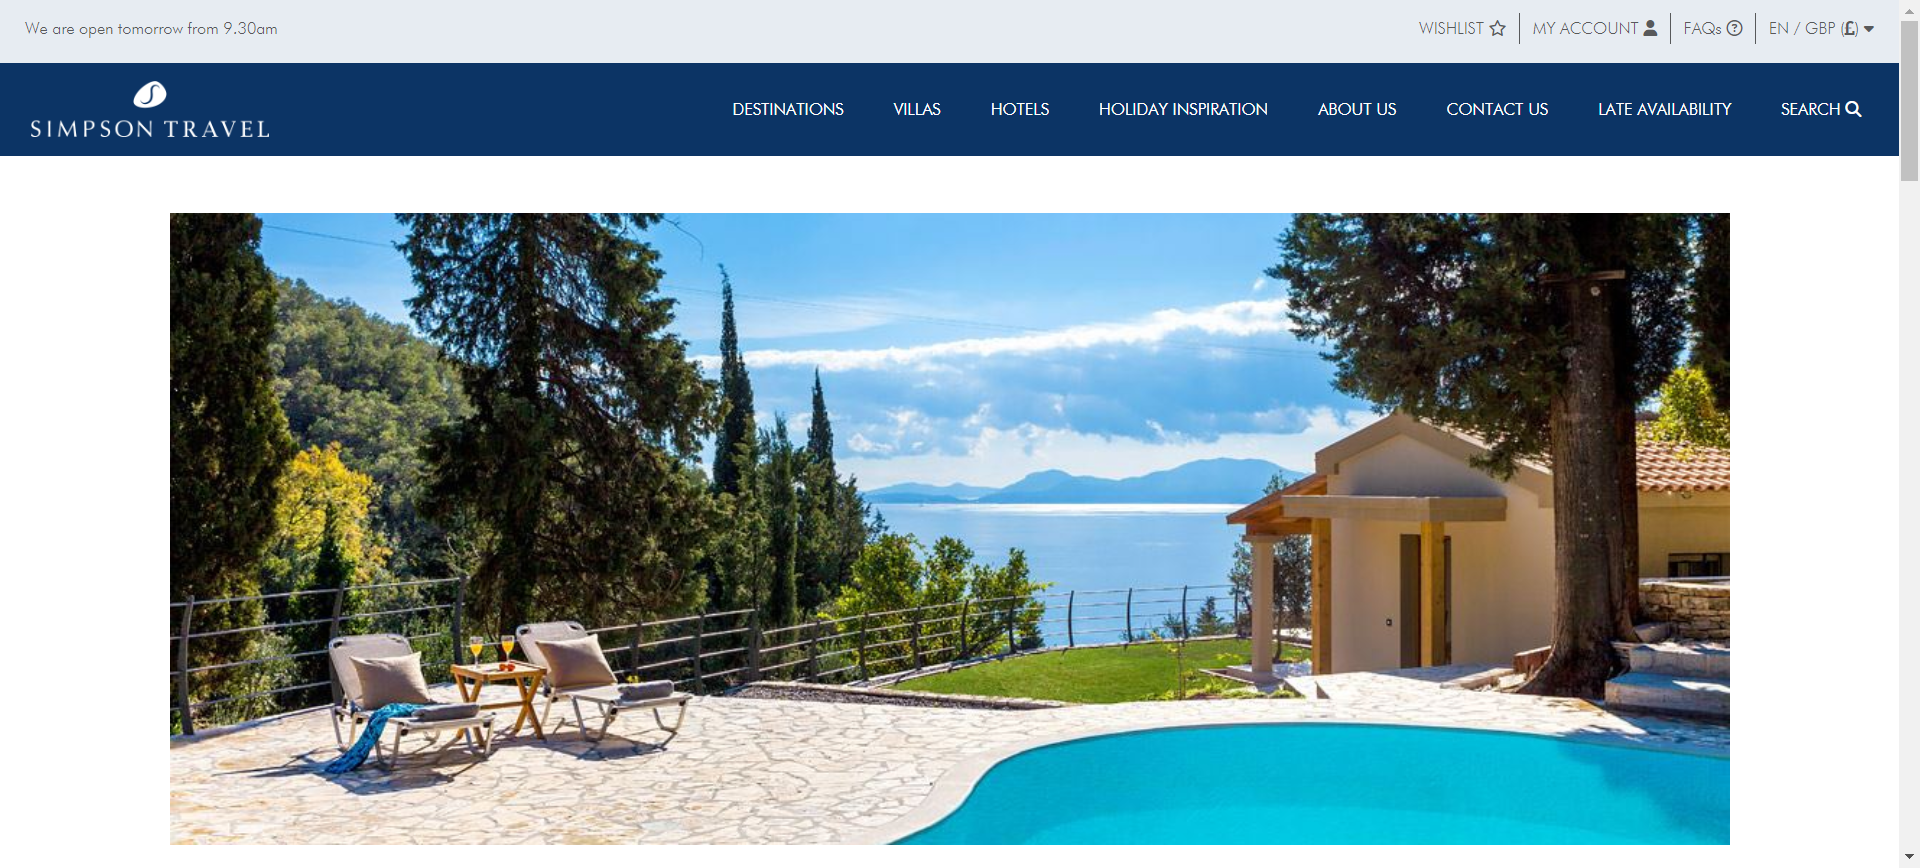 We are open tomorrow from 9.30am
WISHLIST
MY ACCOUNT
FAQs
EN / GBP (£)
SIMPSON TRAVEL
DESTINATIONS
VILLAS
HOTELS
HOLIDAY INSPIRATION
ABOUT US
CONTACT US
LATE AVAILABILITY
SEARCH